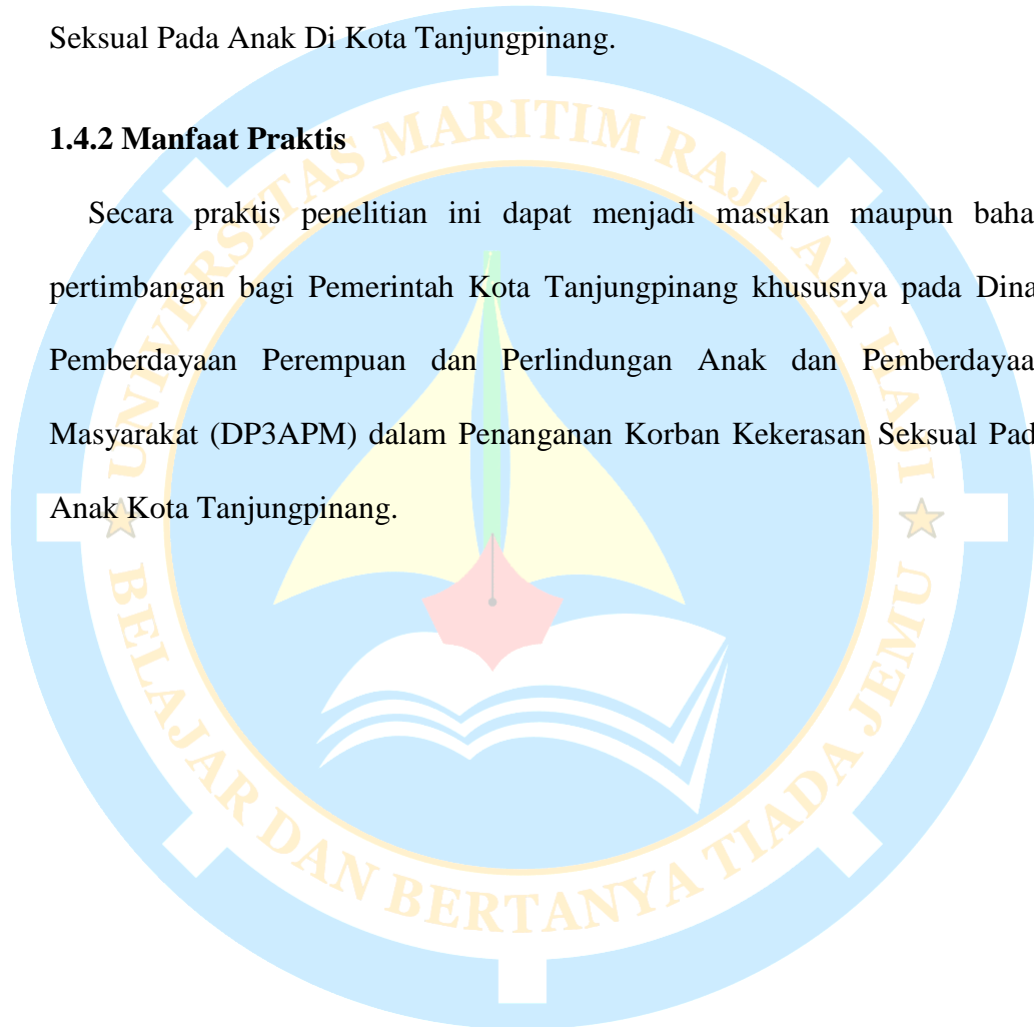 Seksual Pada Anak Di Kota Tanjungpinang.
1.4.2 Manfaat Praktis
Secara praktis penelitian ini dapat menjadi masukan maupun baha
pertimbangan bagi Pemerintah Kota Tanjungpinang khususnya pada Dina
Pemberdayaan Perempuan dan Perlindungan Anak dan Pemberdayaa
Masyarakat (DP3APM) dalam Penanganan Korban Kekerasan Seksual Pad
Anak Kota Tanjungpinang.
UNIVERSITAS MARITIM RAJA ALI HAJI
BELAJAR DAN BERTANYA TIADA JEMU